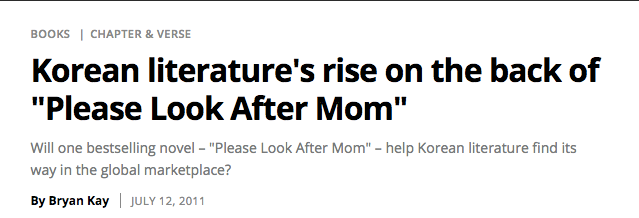 BOOKS | CHAPTER & VERSE
Korean literature's rise on the back of
"Please Look After Mom"
Will one bestselling novel – "Please Look After Mom" – help Korean literature find its
way in the global marketplace?
By Bryan Kay | JULY 12, 2011